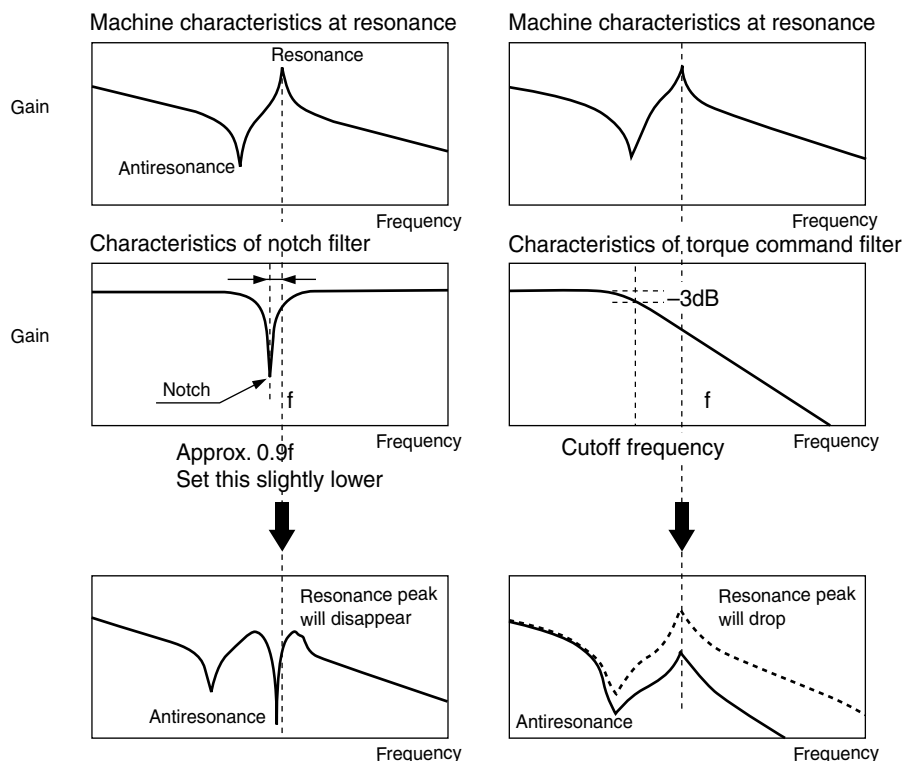 Machine characteristics at resonance
Resonance
Gain
Antiresonance
Frequency
Machine characteristics at resonance
Frequency
Characteristics of notch filter
Gain
Notch
f
Frequency
Approx. 0.9f
Set this slightly lower
Characteristics of torque command filter
–3dB
f
Frequency
Cutoff frequency
Resonance peak
will disappear
Antiresonance
Frequency
Resonance peak
will drop
Antiresonance
Frequency